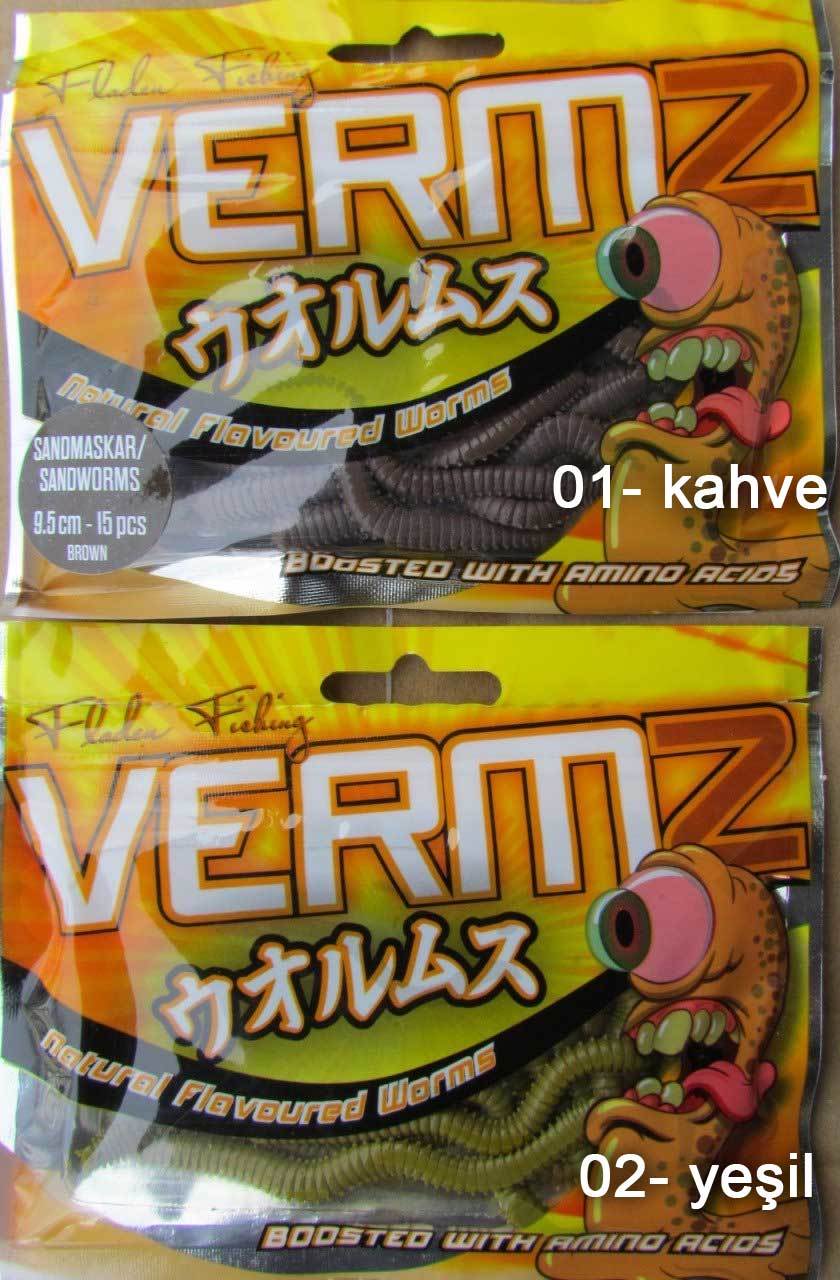 Fladen Fishing
VERMZ
ウオルムス
Natural Flavoured Worms
SANDMASKAR/
SANDWORMS
9.5 cm - 15 pcs
BROWN
01- kahve
BOOSTED WITH AMINO ACIDS
Fladen Fishing
VERMZ
ウオルムス
Natural Flavoured Worms
02- yeşil
BOOSTED WITH AMINO ACIDS